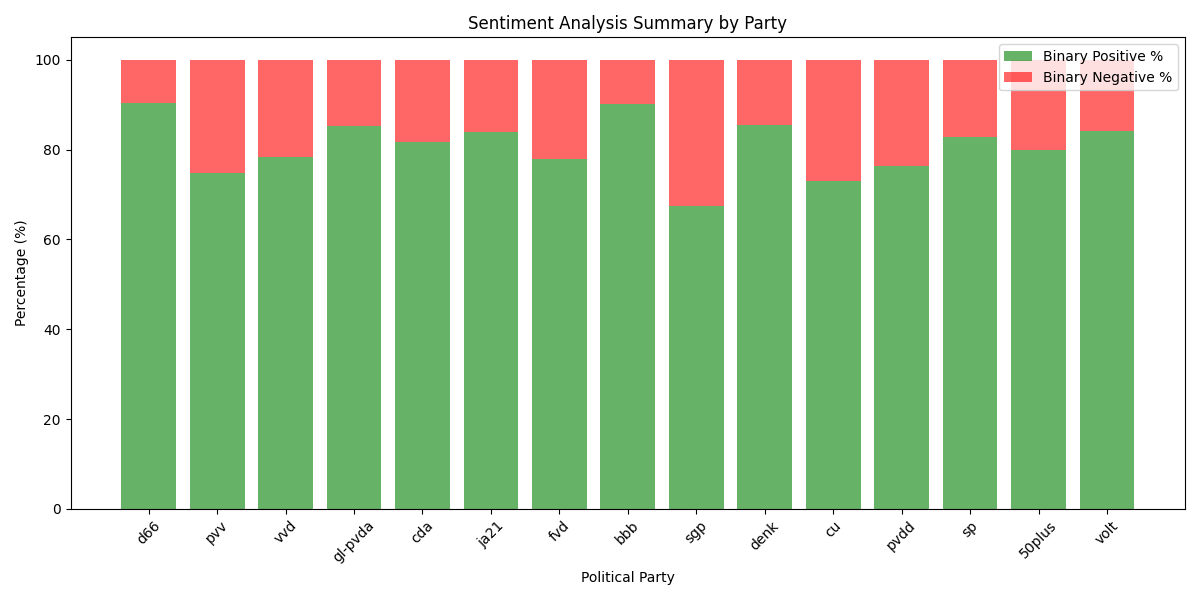 Sentiment Analysis Summary by Party
Binary Positive %
Binary Negative %
Percentage (%)
100
80
60
40
20
0
d66
pvv
vvd
gl-pvda
cda
ja21
fvd
bbb
sgp
denk
cu
pvdd
sp
50plus
volt
Political Party